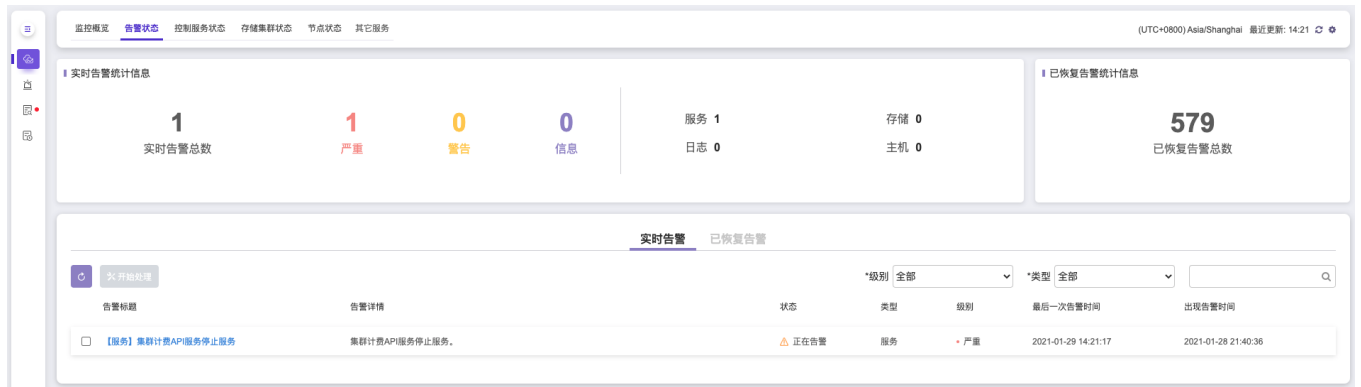 监控概览 告警状态 控制服务状态 存储集群状态 节点状态 其它服务 (UTC+0800) Asia/Shanghai 最近更新: 14:21
实时告警统计信息 已恢复告警统计信息
1 1 0 0 服务 1 存储 0 579
实时告警总数 严重 警告 信息 日志 0 主机 0 已恢复告警总数
实时告警 已恢复告警
开始处理 *级别 全部 *类型 全部
告警标题 告警详情 状态 类型 级别 最后一次告警时间 出现告警时间
【服务】集群计费API服务停止服务 集群计费API服务停止服务。 正在告警 服务 严重 2021-01-29 14:21:17 2021-01-28 21:40:36